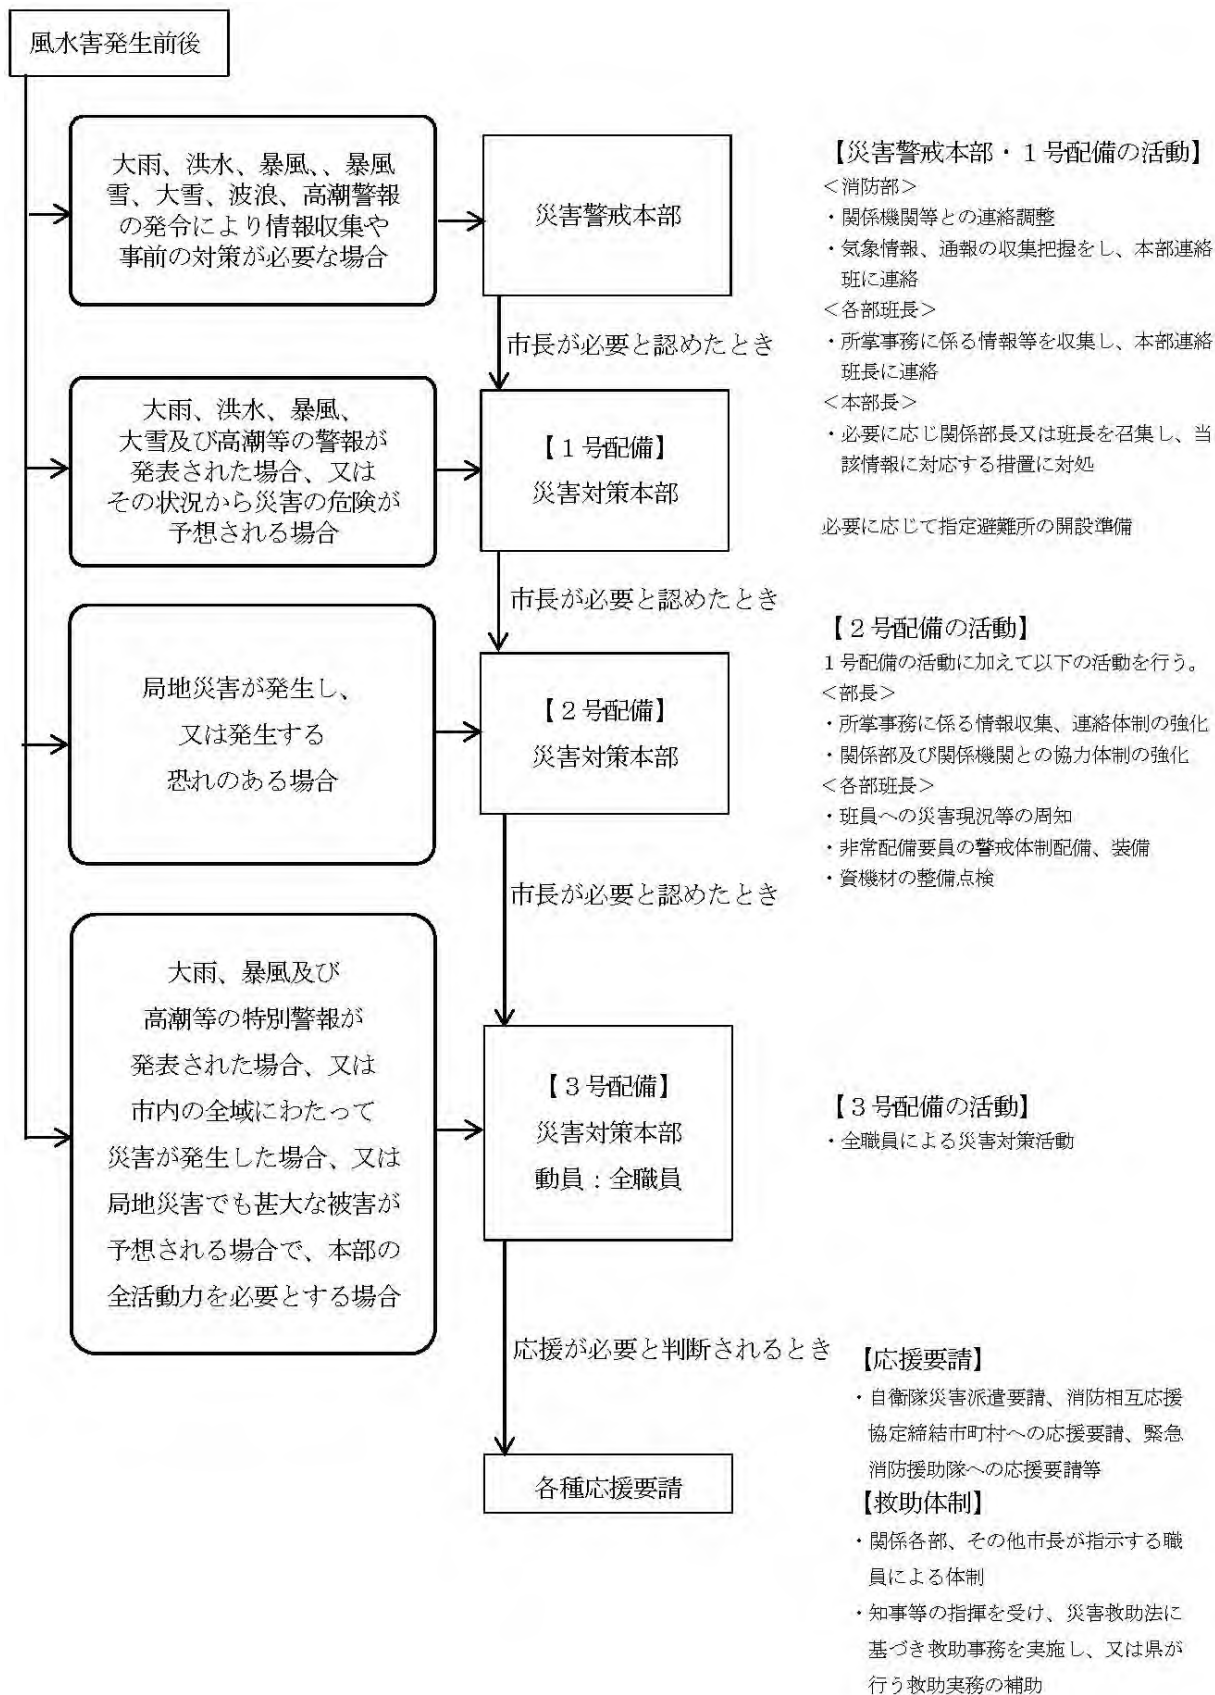 風水害発生前後
大雨、洪水、暴風、、暴風
雪、大雪、波浪、高潮警報
の発令により情報収集や
事前の対策が必要な場合
災害警戒本部
【災害警戒本部・１号配備の活動】
＜消防部＞
・関係機関等との連絡調整
・気象情報、通報の収集把握をし、本部連絡
班に連絡
＜各部班長＞
・所掌事務に係る情報等を収集し、本部連絡
班長に連絡
＜本部長＞
・必要に応じ関係部長又は班長を召集し、当
該情報に対応する措置に対処
必要に応じて指定避難所の開設準備
市長が必要と認めたとき
大雨、洪水、暴風、
大雪及び高潮等の警報が
発表された場合、又は
その状況から災害の危険が
予想される場合
【１号配備】
災害対策本部
市長が必要と認めたとき
局地災害が発生し、
又は発生する
恐れのある場合
【２号配備】
災害対策本部
【２号配備の活動】
１号配備の活動に加えて以下の活動を行う。
＜部長＞
・所掌事務に係る情報収集、連絡体制の強化
・関係部及び関係機関との協力体制の強化
＜各部班長＞
・班員への災害現況等の周知
・非常配備要員の警戒体制配備、装備
・資機材の整備点検
市長が必要と認めたとき
大雨、暴風及び
高潮等の特別警報が
発表された場合、又は
市内の全域にわたって
災害が発生した場合、又は
局地災害でも甚大な被害が
予想される場合で、本部の
全活動力を必要とする場合
【３号配備】
災害対策本部
動員：全職員
【３号配備の活動】
・全職員による災害対策活動
応援が必要と判断されるとき
各種応援要請
【応援要請】
・自衛隊災害派遣要請、消防相互応援
協定締結市町村への応援要請、緊急
消防援助隊への応援要請等
【救助体制】
・関係各部、その他市長が指示する職
員による体制
・知事等の指揮を受け、災害救助法に
基づき救助事務を実施し、又は県が
行う救助実務の補助